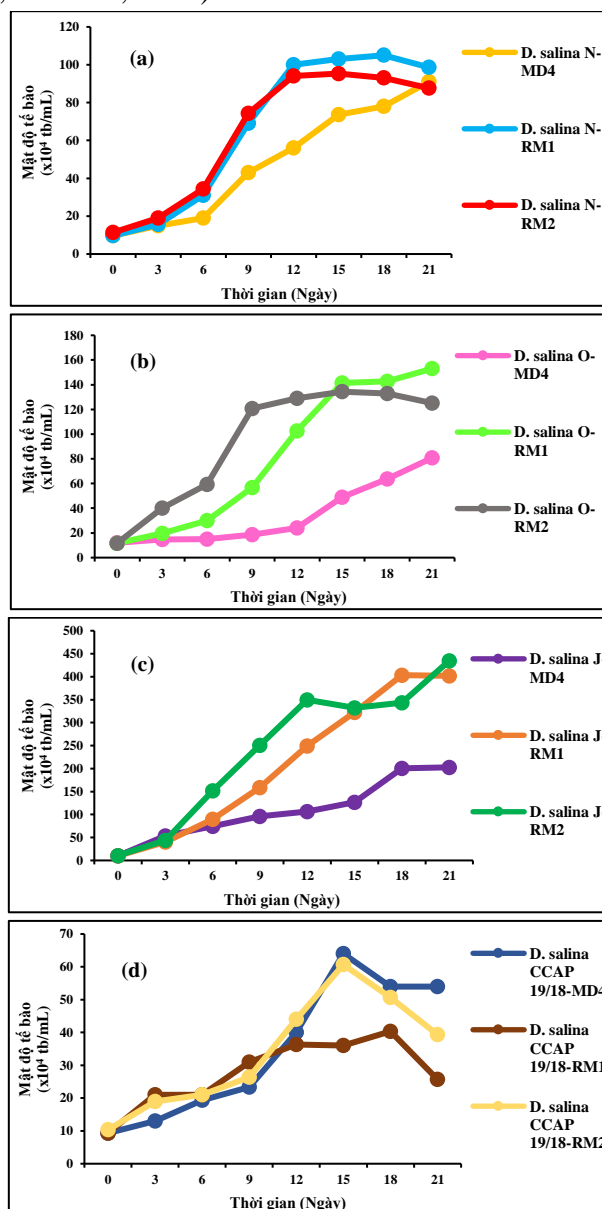 (a)
Mật độ tế bào
(x10⁴ tb/mL)
120
100
80
60
40
20
0
0 3 6 9 12 15 18 21
Thời gian (Ngày)
D. salina N-
MD4
D. salina N-
RM1
D. salina N-
RM2
(b)
Mật độ tế bào
(x10⁴ tb/mL)
180
160
140
120
100
80
60
40
20
0
0 3 6 9 12 15 18 21
Thời gian (Ngày)
D. salina O-
MD4
D. salina O-
RM1
D. salina O-
RM2
(c)
Mật độ tế bào
(x10⁴ tb/mL)
500
450
400
350
300
250
200
150
100
50
0
0 3 6 9 12 15 18 21
Thời gian (Ngày)
D. salina J-
MD4
D. salina J-
RM1
D. salina J-
RM2
(d)
Mật độ tế bào
(x10⁴ tb/mL)
70
60
50
40
30
20
10
0
0 3 6 9 12 15 18 21
Thời gian (Ngày)
D. salina
CCAP
19/18-MD4
D. salina
CCAP
19/18-RM1
D. salina
CCAP
19/18-RM2